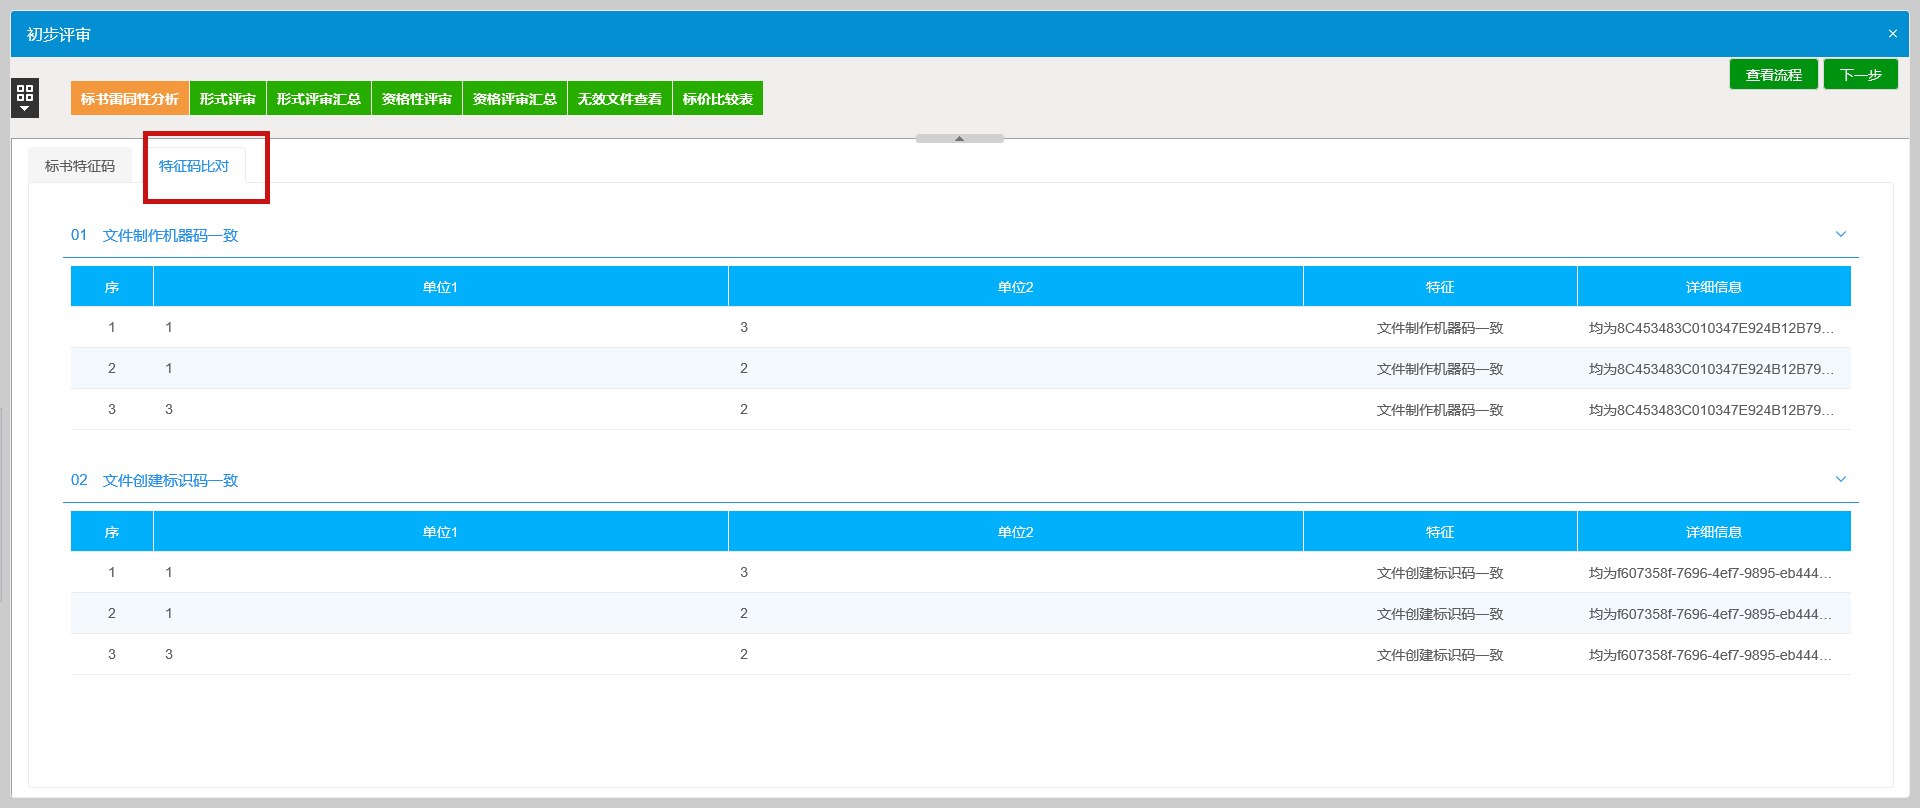 初步评审
×
查看流程 下一步
标书雷同性分析 形式评审 形式评审汇总 资格性评审 资格评审汇总 无效文件查看 标价比较表
标书特征码 特征码比对
01 文件制作机器码一致
序 单位1 单位2 特征 详细信息
1 1 3 文件制作机器码一致 均为8C453483C010347E924B12B79...
2 1 2 文件制作机器码一致 均为8C453483C010347E924B12B79...
3 3 2 文件制作机器码一致 均为8C453483C010347E924B12B79...
02 文件创建标识码一致
序 单位1 单位2 特征 详细信息
1 1 3 文件创建标识码一致 均为f607358f-7696-4ef7-9895-eb444...
2 1 2 文件创建标识码一致 均为f607358f-7696-4ef7-9895-eb444...
3 3 2 文件创建标识码一致 均为f607358f-7696-4ef7-9895-eb444...